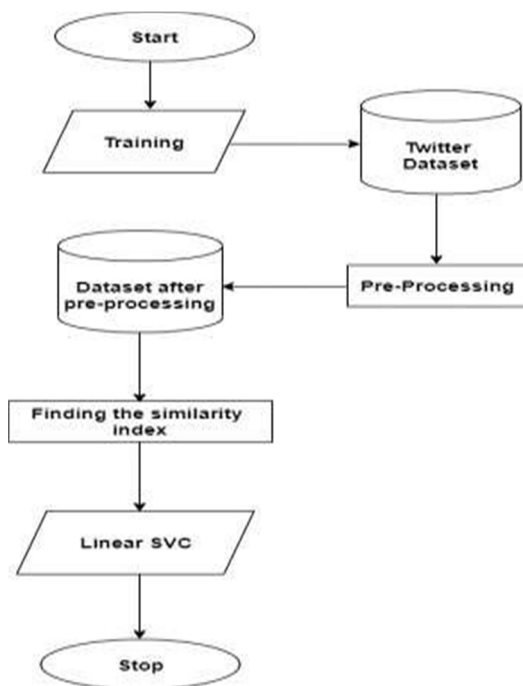 Start
Training
Twitter
Dataset
Pre-Processing
Dataset after
pre-processing
Finding the similarity
index
Linear SVC
Stop